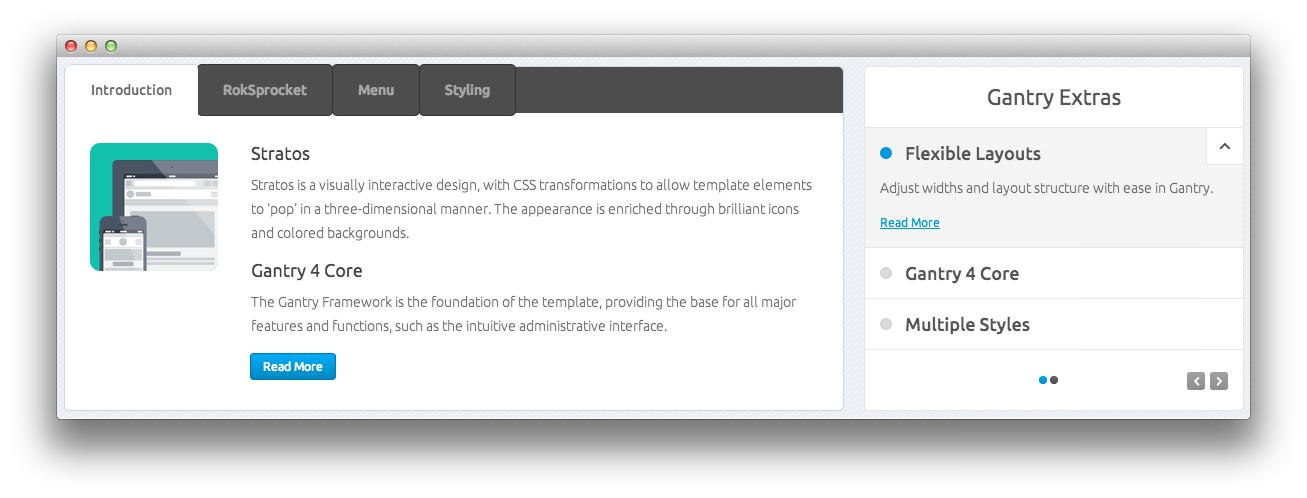 Introduction
RokSprocket
Menu
Styling
Stratos
Stratos is a visually interactive design, with CSS transformations to allow template elements
to 'pop' in a three-dimensional manner. The appearance is enriched through brilliant icons
and colored backgrounds.
Gantry 4 Core
The Gantry Framework is the foundation of the template, providing the base for all major
features and functions, such as the intuitive administrative interface.
Read More
Gantry Extras
Flexible Layouts
Adjust widths and layout structure with ease in Gantry.
Read More
Gantry 4 Core
Multiple Styles